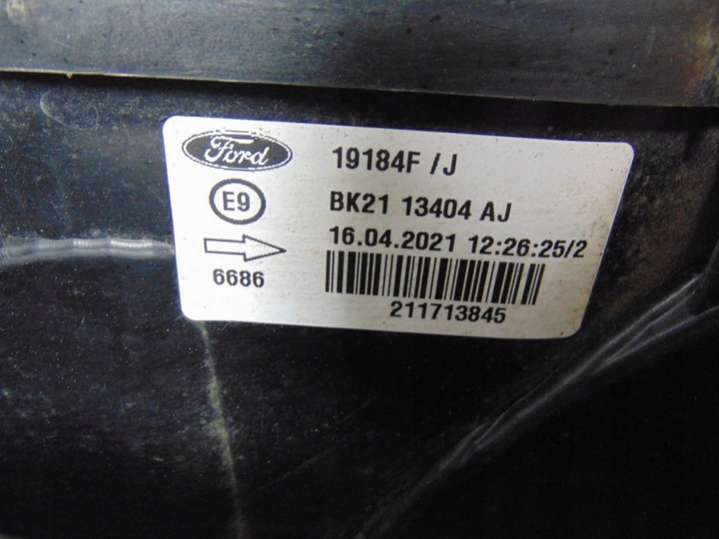 Ford
19184F /J
E9
BK21 13404 AJ
16.04.2021 12:26:25/2
6686
211713845